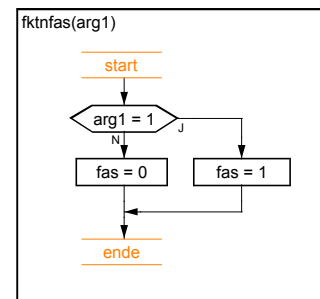 fktnfas(arg1)
start
arg1 = 1
N
J
fas = 0
fas = 1
ende